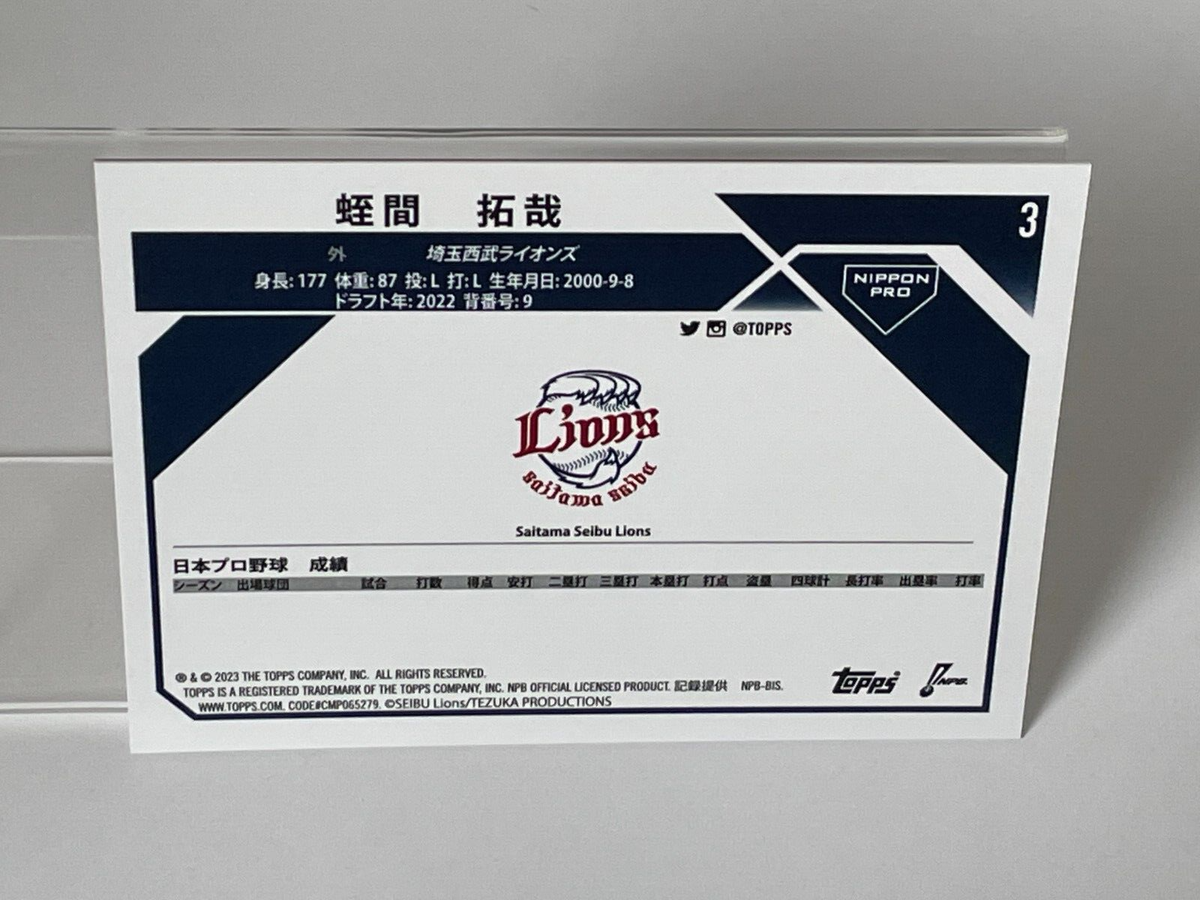 蛭間 拓哉
3
外 埼玉西武ライオンズ
身長: 177 体重: 87 投: L 打: L 生年月日: 2000-9-8
ドラフト年: 2022 背番号: 9
NIPPON
PRO
@TOPPS
Lions
Saitama Seibu
Saitama Seibu Lions
日本プロ野球 成績
シーズン 出場球団 試合 打数 得点 安打 二塁打 三塁打 本塁打 打点 盗塁 四球計 長打率 出塁率 打率
® & © 2023 THE TOPPS COMPANY, INC. ALL RIGHTS RESERVED.
TOPPS IS A REGISTERED TRADEMARK OF THE TOPPS COMPANY, INC. NPB OFFICIAL LICENSED PRODUCT. 記録提供 NPB-BIS.
WWW.TOPPS.COM. CODE#CMP065279. ©SEIBU Lions/TEZUKA PRODUCTIONS
topps®
NPB.